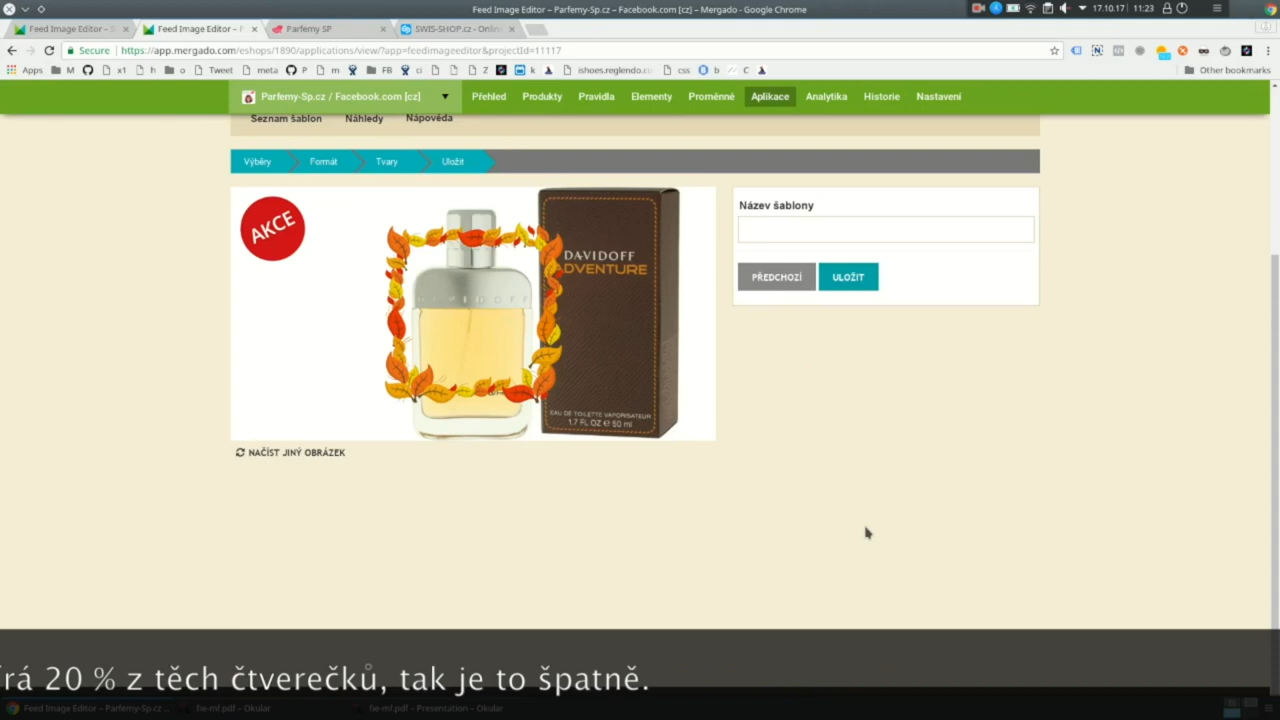 Feed Image Editor – Parfemy-Sp.cz – Facebook.com [cz] – Mergado - Google Chrome
17.10.17
11:23
Feed Image Editor – S
Feed Image Editor – P
Parfemy SP
SWIS-SHOP.cz - Online
Secure
https://app.mergado.com/eshops/1890/applications/view/?app=feedimageeditor&projectId=11117
Apps M x1 h o Tweet meta P m FB ci Z k ishoes.reglendo.cz css b C Other bookmarks
Parfemy-Sp.cz / Facebook.com [cz]
Přehled Produkty Pravidla Elementy Proměnné Aplikace Analytika Historie Nastavení
Seznam šablon Náhledy Nápověda
Výběry Formát Tvary Uložit
AKCE
DAVIDOFF
DVENTURE
DAVIDOFF
EAU DE TOILETTE VAPORISATEUR
1.7 FL OZ e 50 ml
Název šablony
PŘEDCHOZÍ ULOŽIT
NAČÍST JINÝ OBRÁZEK
írá 20 % z těch čtverečků, tak je to špatně.
Feed Image Editor – Parfemy-Sp.cz ...
fie-mf.pdf – Okular
fie-mf.pdf – Presentation – Okular